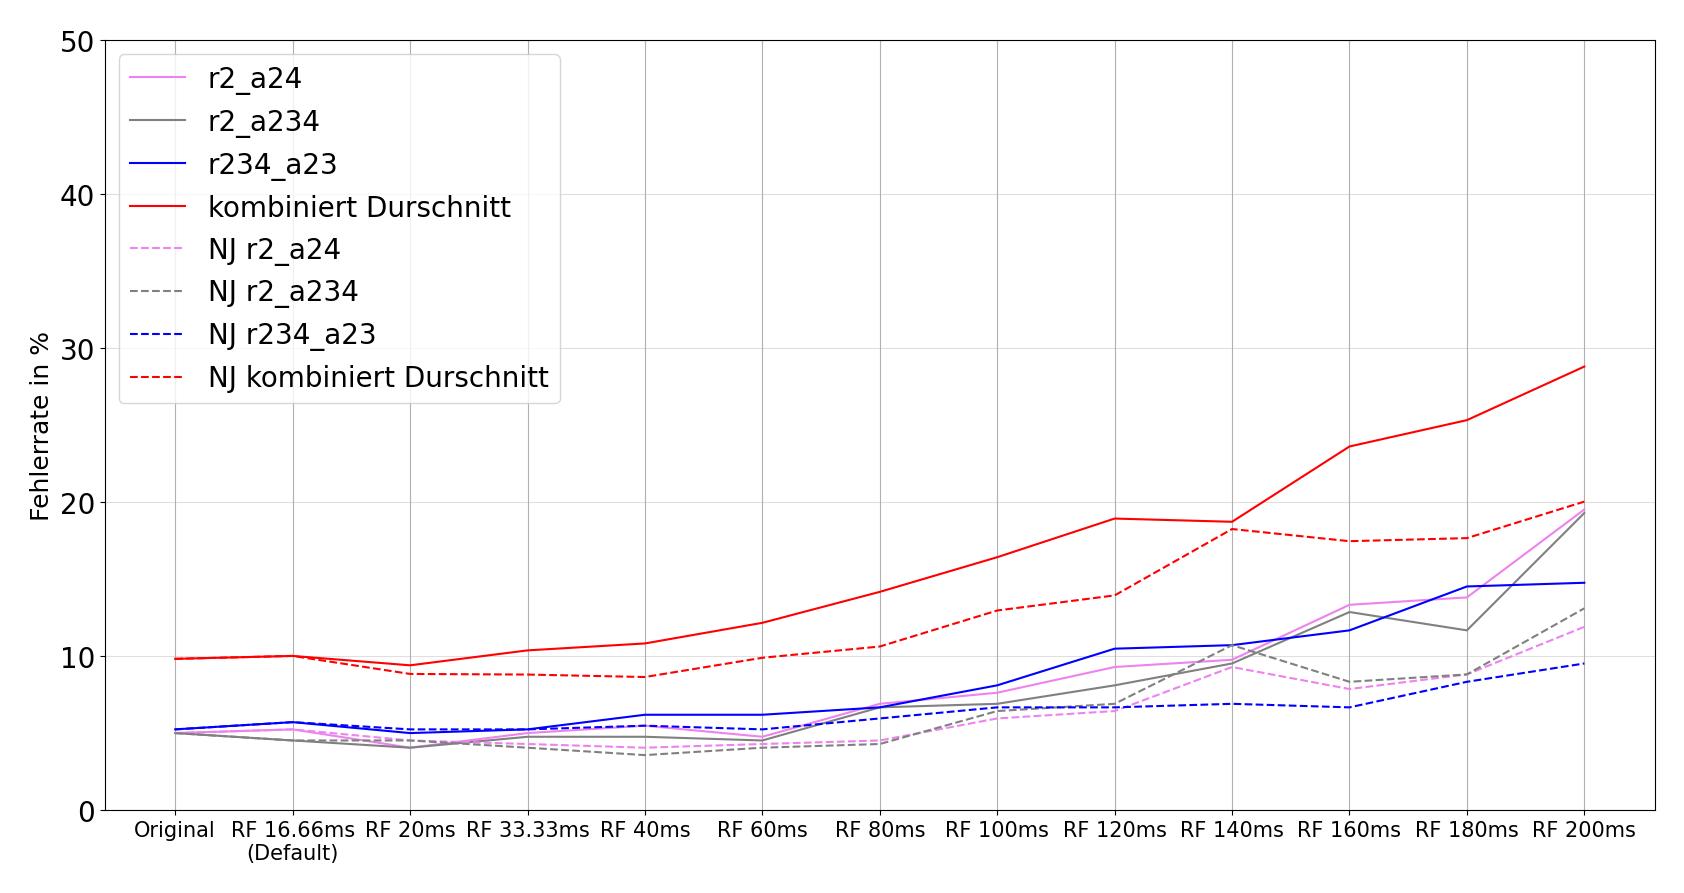 50
40
30
20
10
0
Fehlerrate in %
r2_a24
r2_a234
r234_a23
kombiniert Durschnitt
NJ r2_a24
NJ r2_a234
NJ r234_a23
NJ kombiniert Durschnitt
Original RF 16.66ms RF 20ms RF 33.33ms RF 40ms RF 60ms RF 80ms RF 100ms RF 120ms RF 140ms RF 160ms RF 180ms RF 200ms
(Default)